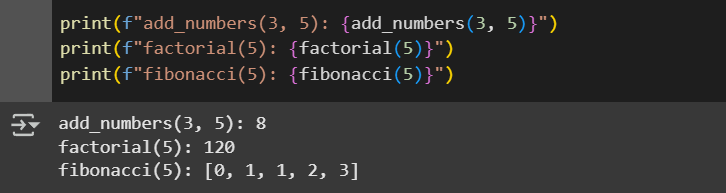 print(f"add_numbers(3, 5): {add_numbers(3, 5)}")
print(f"factorial(5): {factorial(5)}")
print(f"fibonacci(5): {fibonacci(5)}")
add_numbers(3, 5): 8
factorial(5): 120
fibonacci(5): [0, 1, 1, 2, 3]